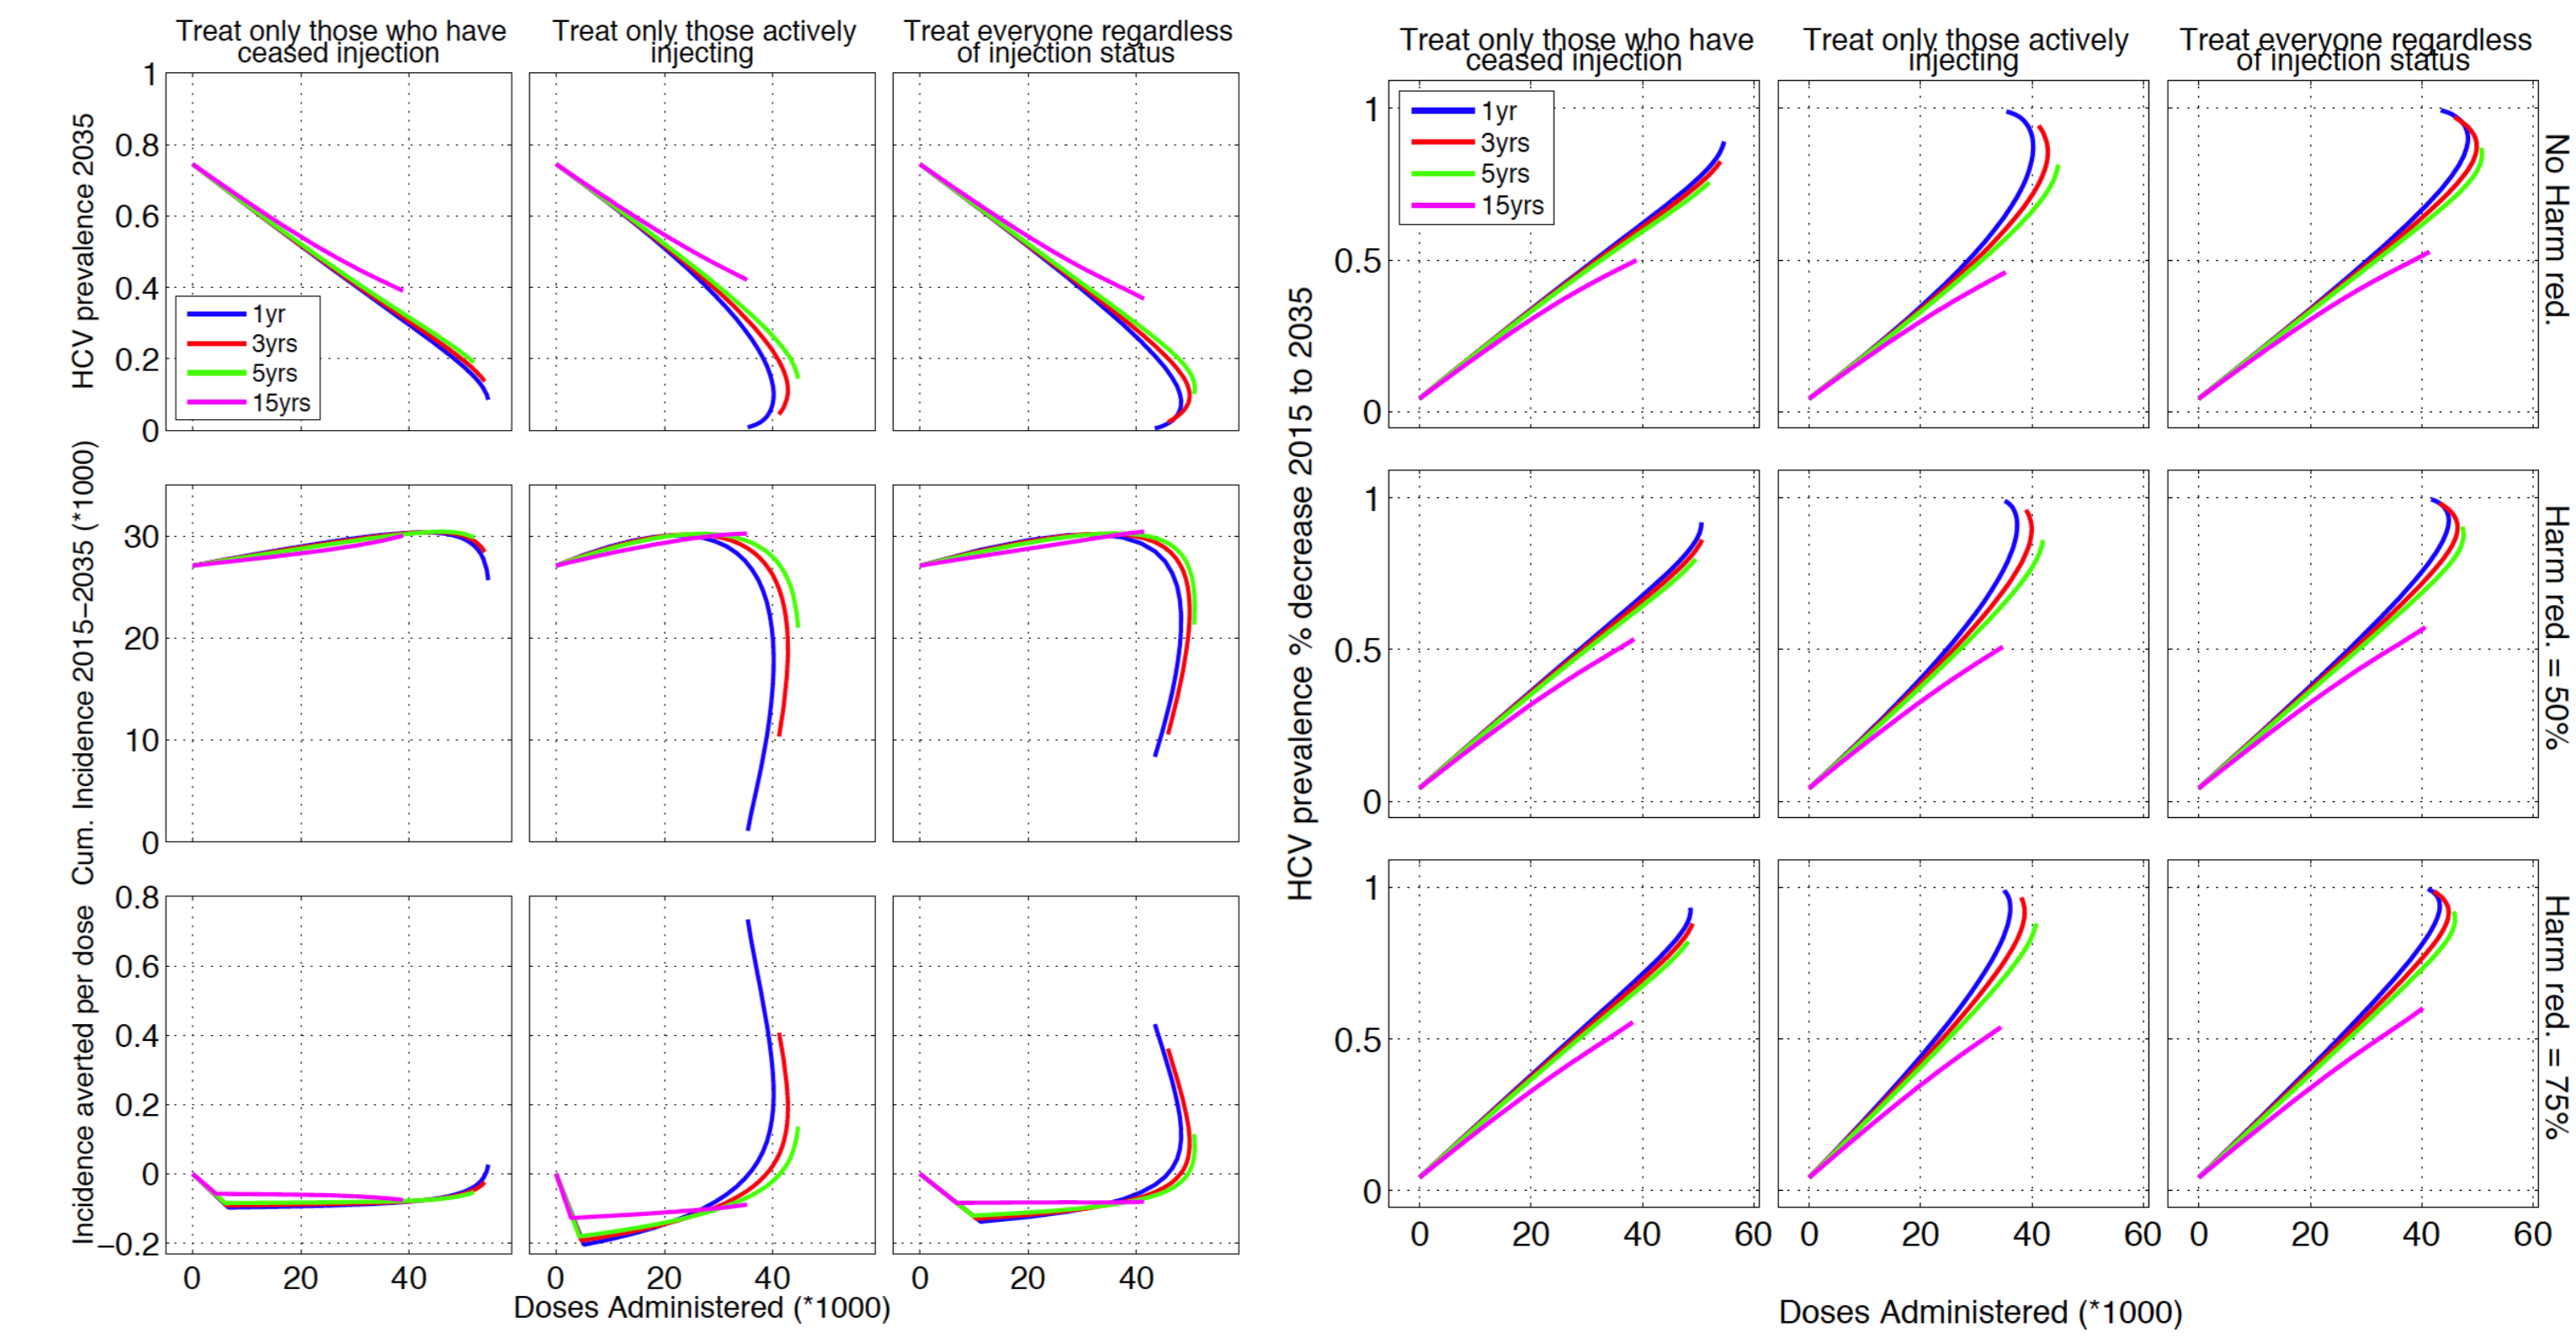 Treat only those who have
ceased injection
Treat only those actively
injecting
Treat everyone regardless
of injection status
HCV prevalence 2035
1
0.8
0.6
0.4
0.2
0
1yr
3yrs
5yrs
15yrs
Cum. Incidence 2015−2035 (*1000)
30
20
10
0
Incidence averted per dose
0.8
0.6
0.4
0.2
0
−0.2
0 20 40
0 20 40
0 20 40
Doses Administered (*1000)
Treat only those who have
ceased injection
Treat only those actively
injecting
Treat everyone regardless
of injection status
HCV prevalence % decrease 2015 to 2035
1
0.5
0
1yr
3yrs
5yrs
15yrs
No Harm red.
1
0.5
0
Harm red. = 50%
1
0.5
0
Harm red. = 75%
0 20 40 60
0 20 40 60
0 20 40 60
Doses Administered (*1000)